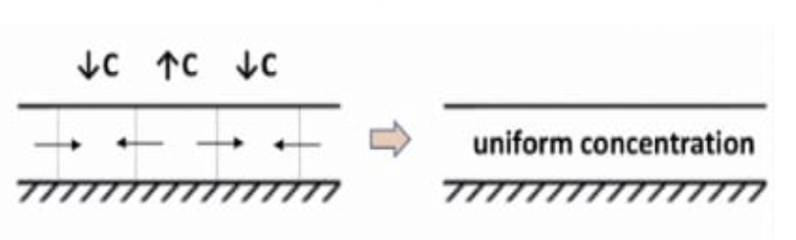 ↓C ↑C ↓C
uniform concentration